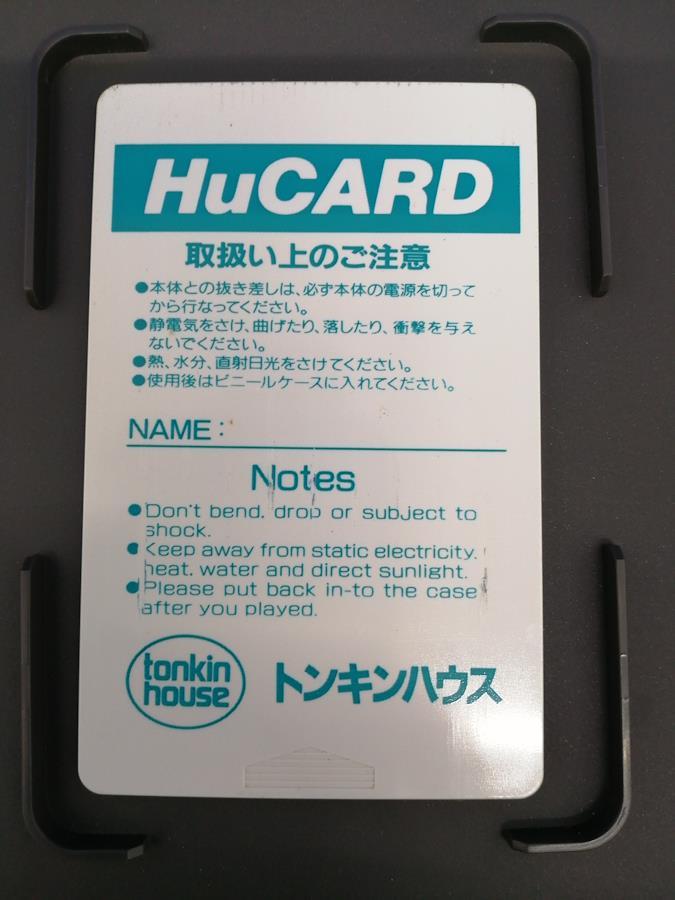 HuCARD
取扱い上のご注意
●本体との抜き差しは、必ず本体の電源を切って
から行なってください。
●静電気をさけ、曲げたり、落したり、衝撃を与え
ないでください。
●熱、水分、直射日光をさけてください。
●使用後はビニールケースに入れてください。
NAME:
Notes
●Don't bend. drop or subject to
shock.
●Keep away from static electricity.
heat. water and direct sunlight.
●Please put back in-to the case
after you played.
tonkin
house
トンキンハウス